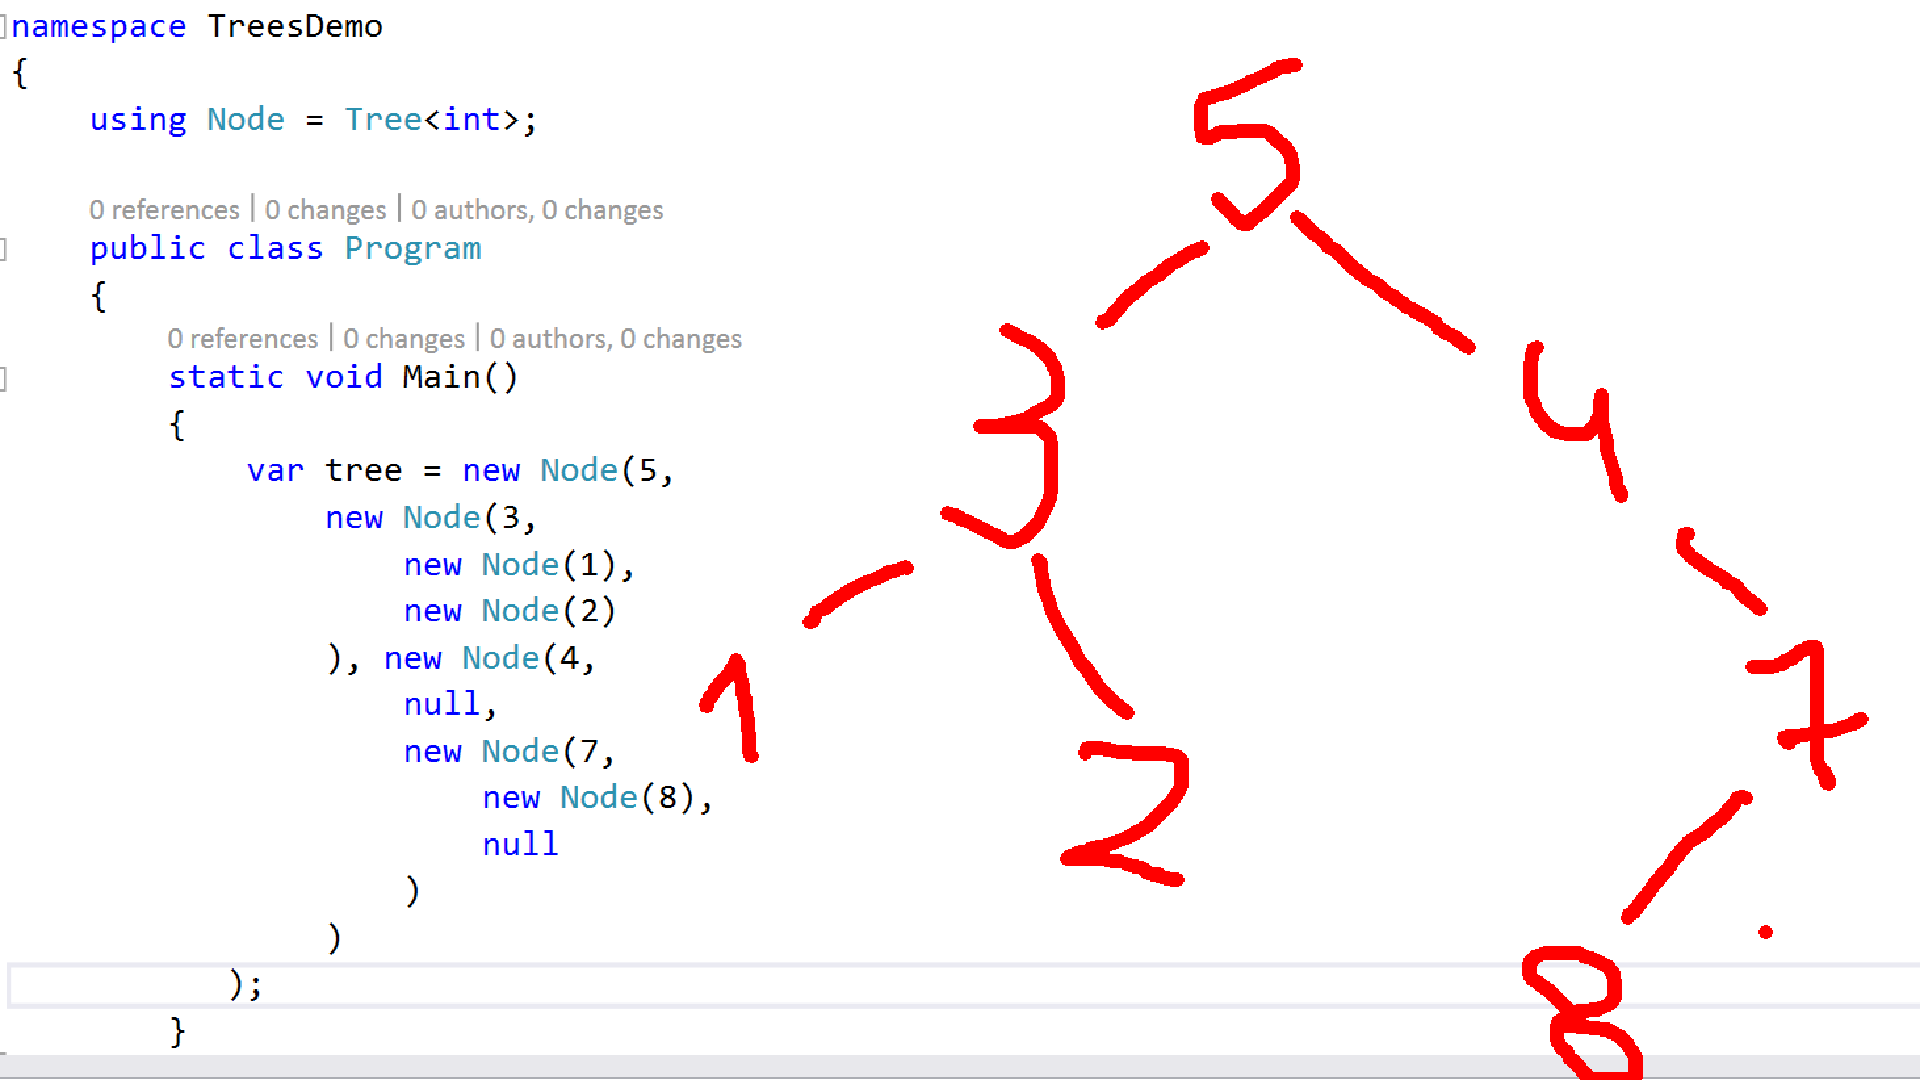 namespace TreesDemo
{
using Node = Tree<int>;
0 references | 0 changes | 0 authors, 0 changes
public class Program
{
0 references | 0 changes | 0 authors, 0 changes
static void Main()
{
var tree = new Node(5,
new Node(3,
new Node(1),
new Node(2)
), new Node(4,
null,
new Node(7,
new Node(8),
null
)
)
);
}
5
3
4
1
2
7
8